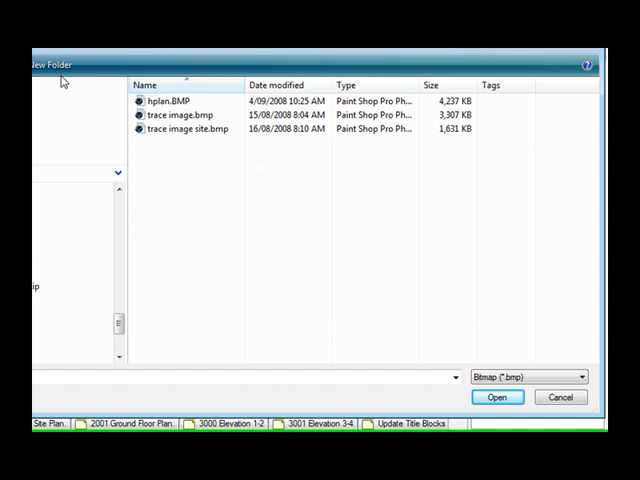 New Folder
Name Date modified Type Size Tags
hplan.BMP 4/09/2008 10:25 AM Paint Shop Pro Ph... 4,237 KB
trace image.bmp 15/08/2008 8:04 AM Paint Shop Pro Ph... 3,307 KB
trace image site.bmp 16/08/2008 8:10 AM Paint Shop Pro Ph... 1,631 KB
ip
Bitmap (*.bmp)
Open Cancel
Site Plan. 2001 Ground Floor Plan. 3000 Elevation 1-2 3001 Elevation 3-4 Update Title Blocks